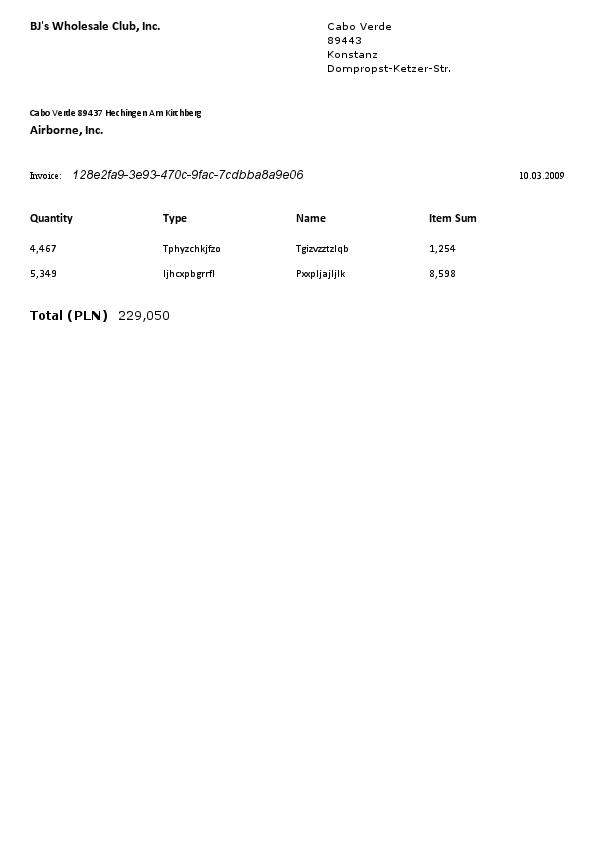 BJ's Wholesale Club, Inc.
Cabo Verde
89443
Konstanz
Dompropst-Ketzer-Str.
Cabo Verde 89437 Hechingen Am Kirchberg
Airborne, Inc.
Invoice: 128e2fa9-3e93-470c-9fac-7cdbba8a9e06 10.03.2009
Quantity Type Name Item Sum
4,467 Tphyzchkjfzo Tgizvzztzlqb 1,254
5,349 Ijhcxpbgrrfl Pxxpljajljlk 8,598
Total (PLN) 229,050